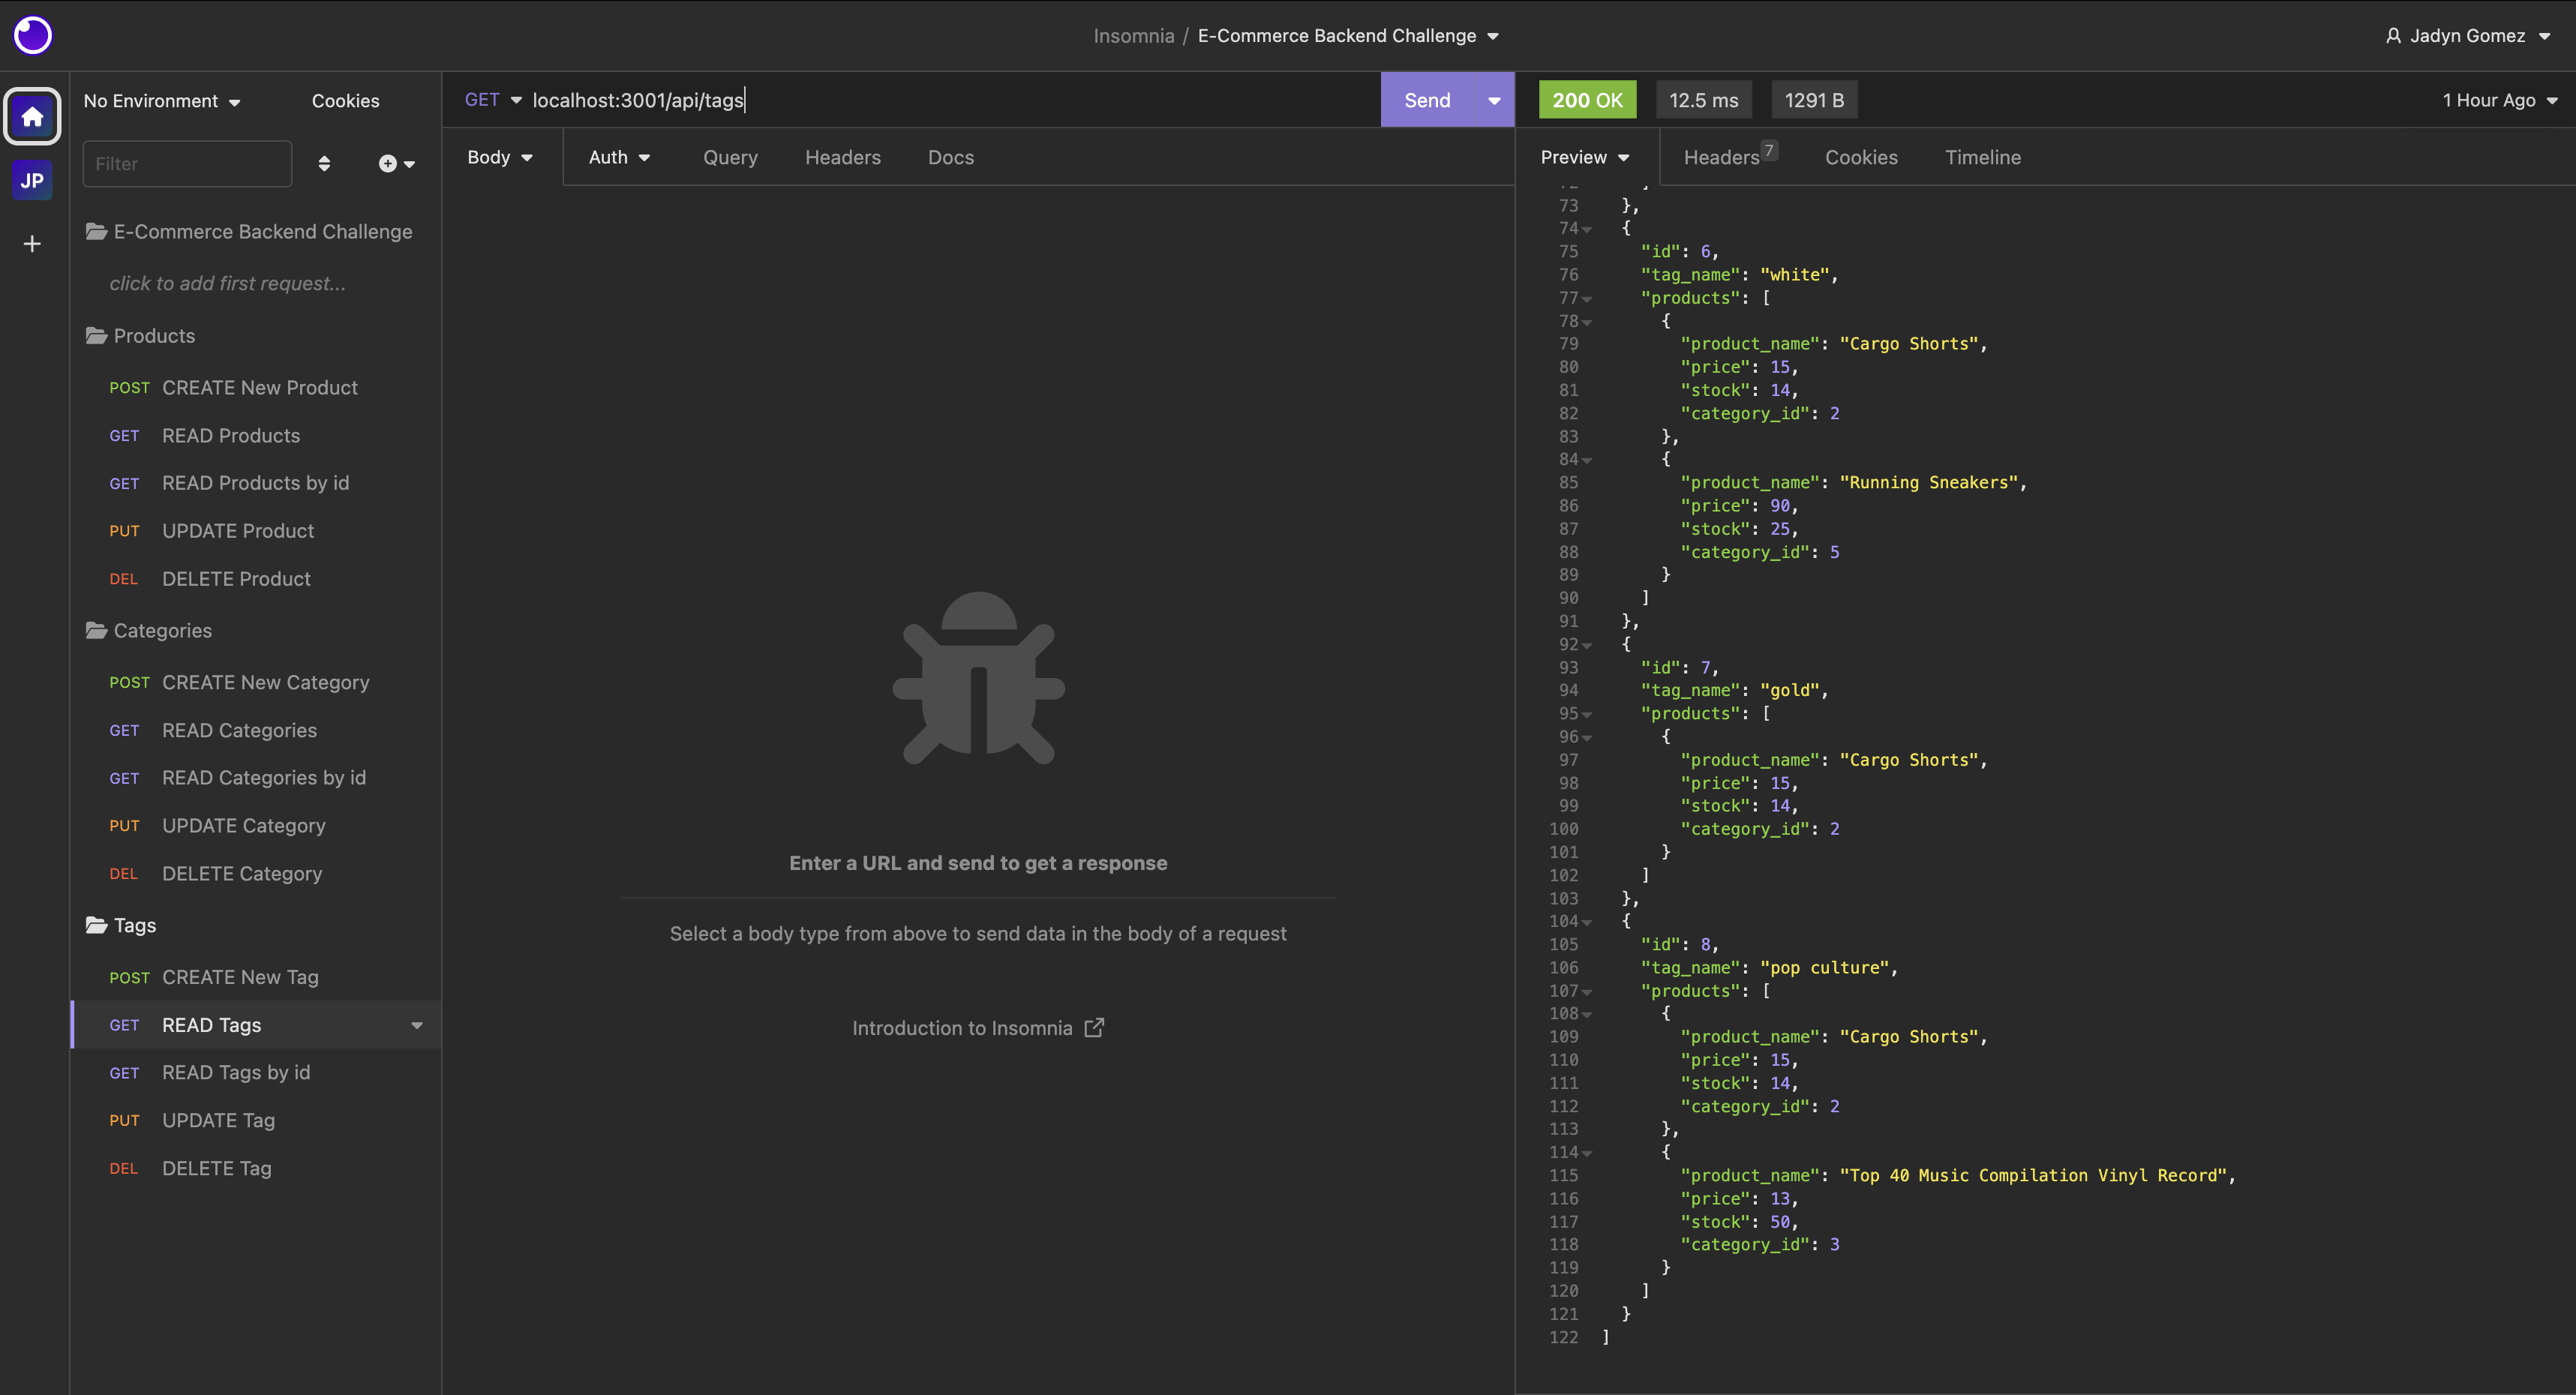 Insomnia / E-Commerce Backend Challenge
Jadyn Gomez
JP
No Environment
Cookies
Filter
E-Commerce Backend Challenge
click to add first request...
Products
POST CREATE New Product
GET READ Products
GET READ Products by id
PUT UPDATE Product
DEL DELETE Product
Categories
POST CREATE New Category
GET READ Categories
GET READ Categories by id
PUT UPDATE Category
DEL DELETE Category
Tags
POST CREATE New Tag
GET READ Tags
GET READ Tags by id
PUT UPDATE Tag
DEL DELETE Tag
GET localhost:3001/api/tags
Send
Body Auth Query Headers Docs
Enter a URL and send to get a response
Select a body type from above to send data in the body of a request
Introduction to Insomnia
200 OK 12.5 ms 1291 B 1 Hour Ago
Preview Headers 7 Cookies Timeline
73 },
74 {
75 "id": 6,
76 "tag_name": "white",
77 "products": [
78 {
79 "product_name": "Cargo Shorts",
80 "price": 15,
81 "stock": 14,
82 "category_id": 2
83 },
84 {
85 "product_name": "Running Sneakers",
86 "price": 90,
87 "stock": 25,
88 "category_id": 5
89 }
90 ]
91 },
92 {
93 "id": 7,
94 "tag_name": "gold",
95 "products": [
96 {
97 "product_name": "Cargo Shorts",
98 "price": 15,
99 "stock": 14,
100 "category_id": 2
101 }
102 ]
103 },
104 {
105 "id": 8,
106 "tag_name": "pop culture",
107 "products": [
108 {
109 "product_name": "Cargo Shorts",
110 "price": 15,
111 "stock": 14,
112 "category_id": 2
113 },
114 {
115 "product_name": "Top 40 Music Compilation Vinyl Record",
116 "price": 13,
117 "stock": 50,
118 "category_id": 3
119 }
120 ]
121 }
122 ]